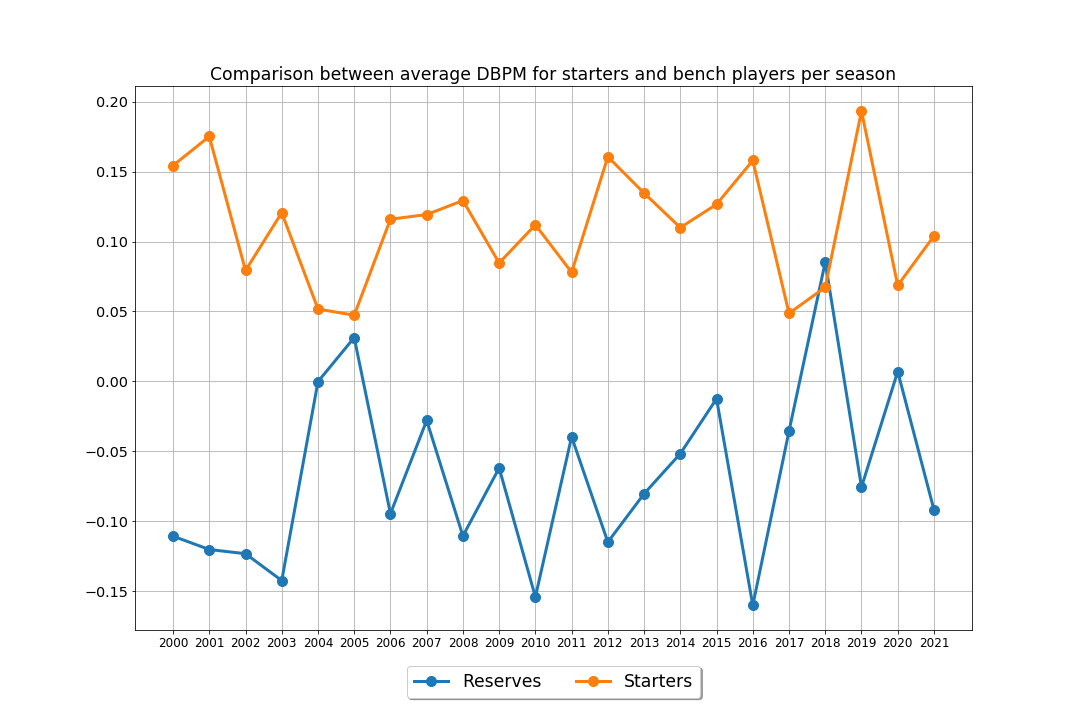 Comparison between average DBPM for starters and bench players per season
0.20
0.15
0.10
0.05
0.00
−0.05
−0.10
−0.15
2000 2001 2002 2003 2004 2005 2006 2007 2008 2009 2010 2011 2012 2013 2014 2015 2016 2017 2018 2019 2020 2021
Reserves Starters